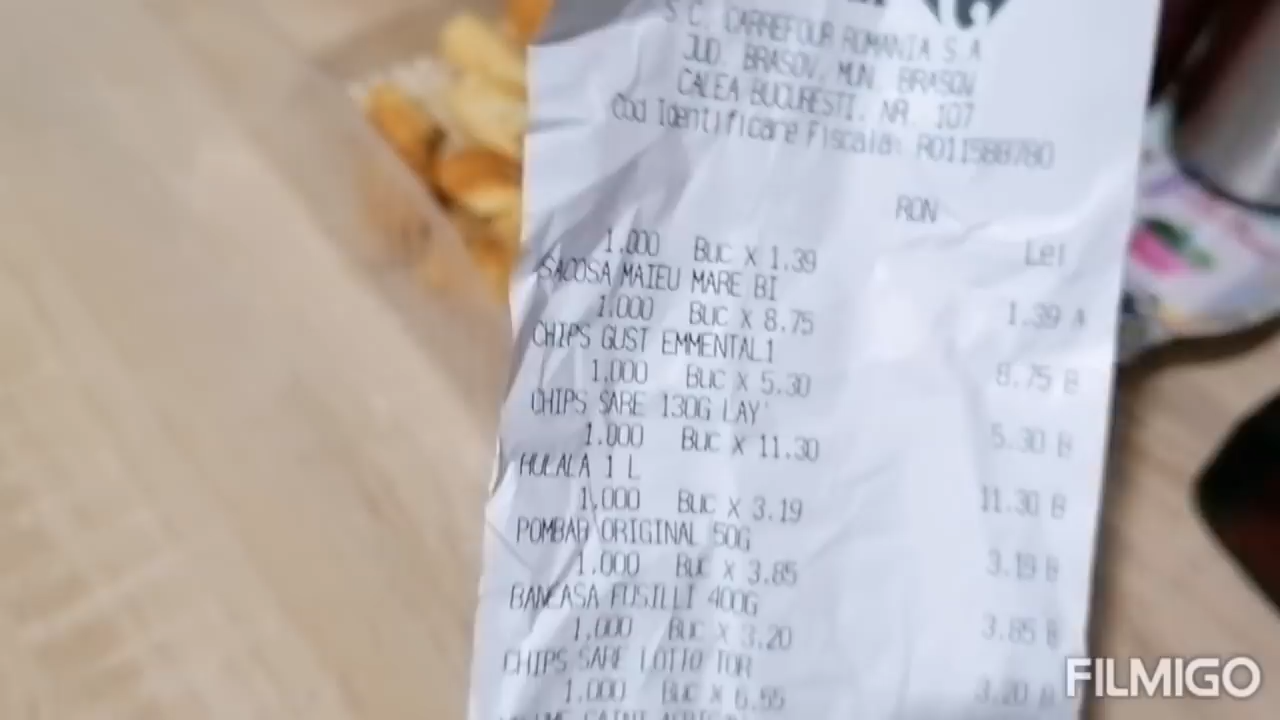 S.C. CARREFOUR ROMANIA S.A
JUD. BRASOV, MUN. BRASOV
CALEA BUCURESTI, NR. 107
Cod Identificare Fiscala: RO11588780
RON
Lei
1.000 BUC X 1.39
SACOSA MAIEU MARE BI 1.39 A
1.000 BUC X 8.75
CHIPS GUST EMMENTAL1 8.75 B
1.000 BUC X 5.30
CHIPS SARE 130G LAY' 5.30 B
1.000 BUC X 11.30
HULALA 1 L 11.30 B
1,000 BUC X 3.19
POMBAB ORIGINAL 50G 3.19 B
1.000 BUC X 3.85
BANEASA FUSILLI 400G 3.85 B
1,000 BUC X 3.20
CHIPS SARE LOTTO TOR 3.20 B
1.000 BUC X 6.55
FILMIGO